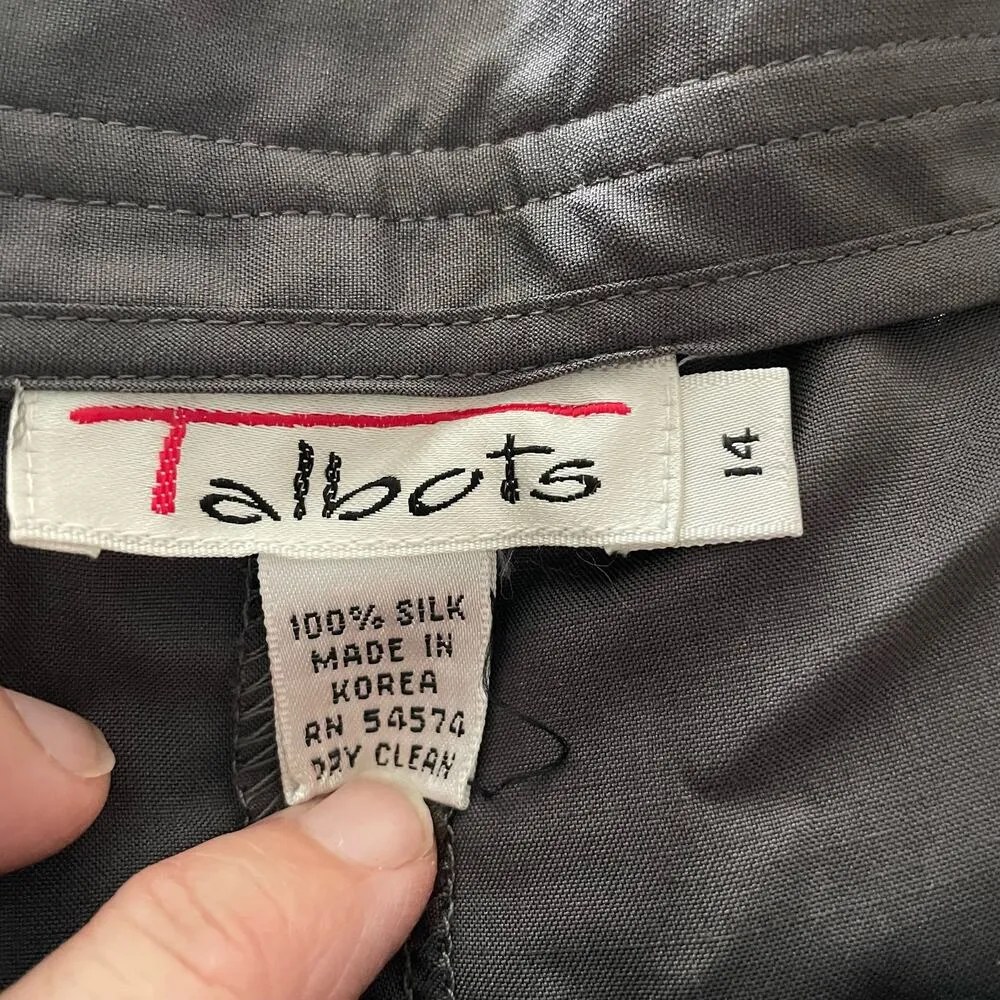 Talbots
14
100% SILK
MADE IN
KOREA
RN 54574
DRY CLEAN